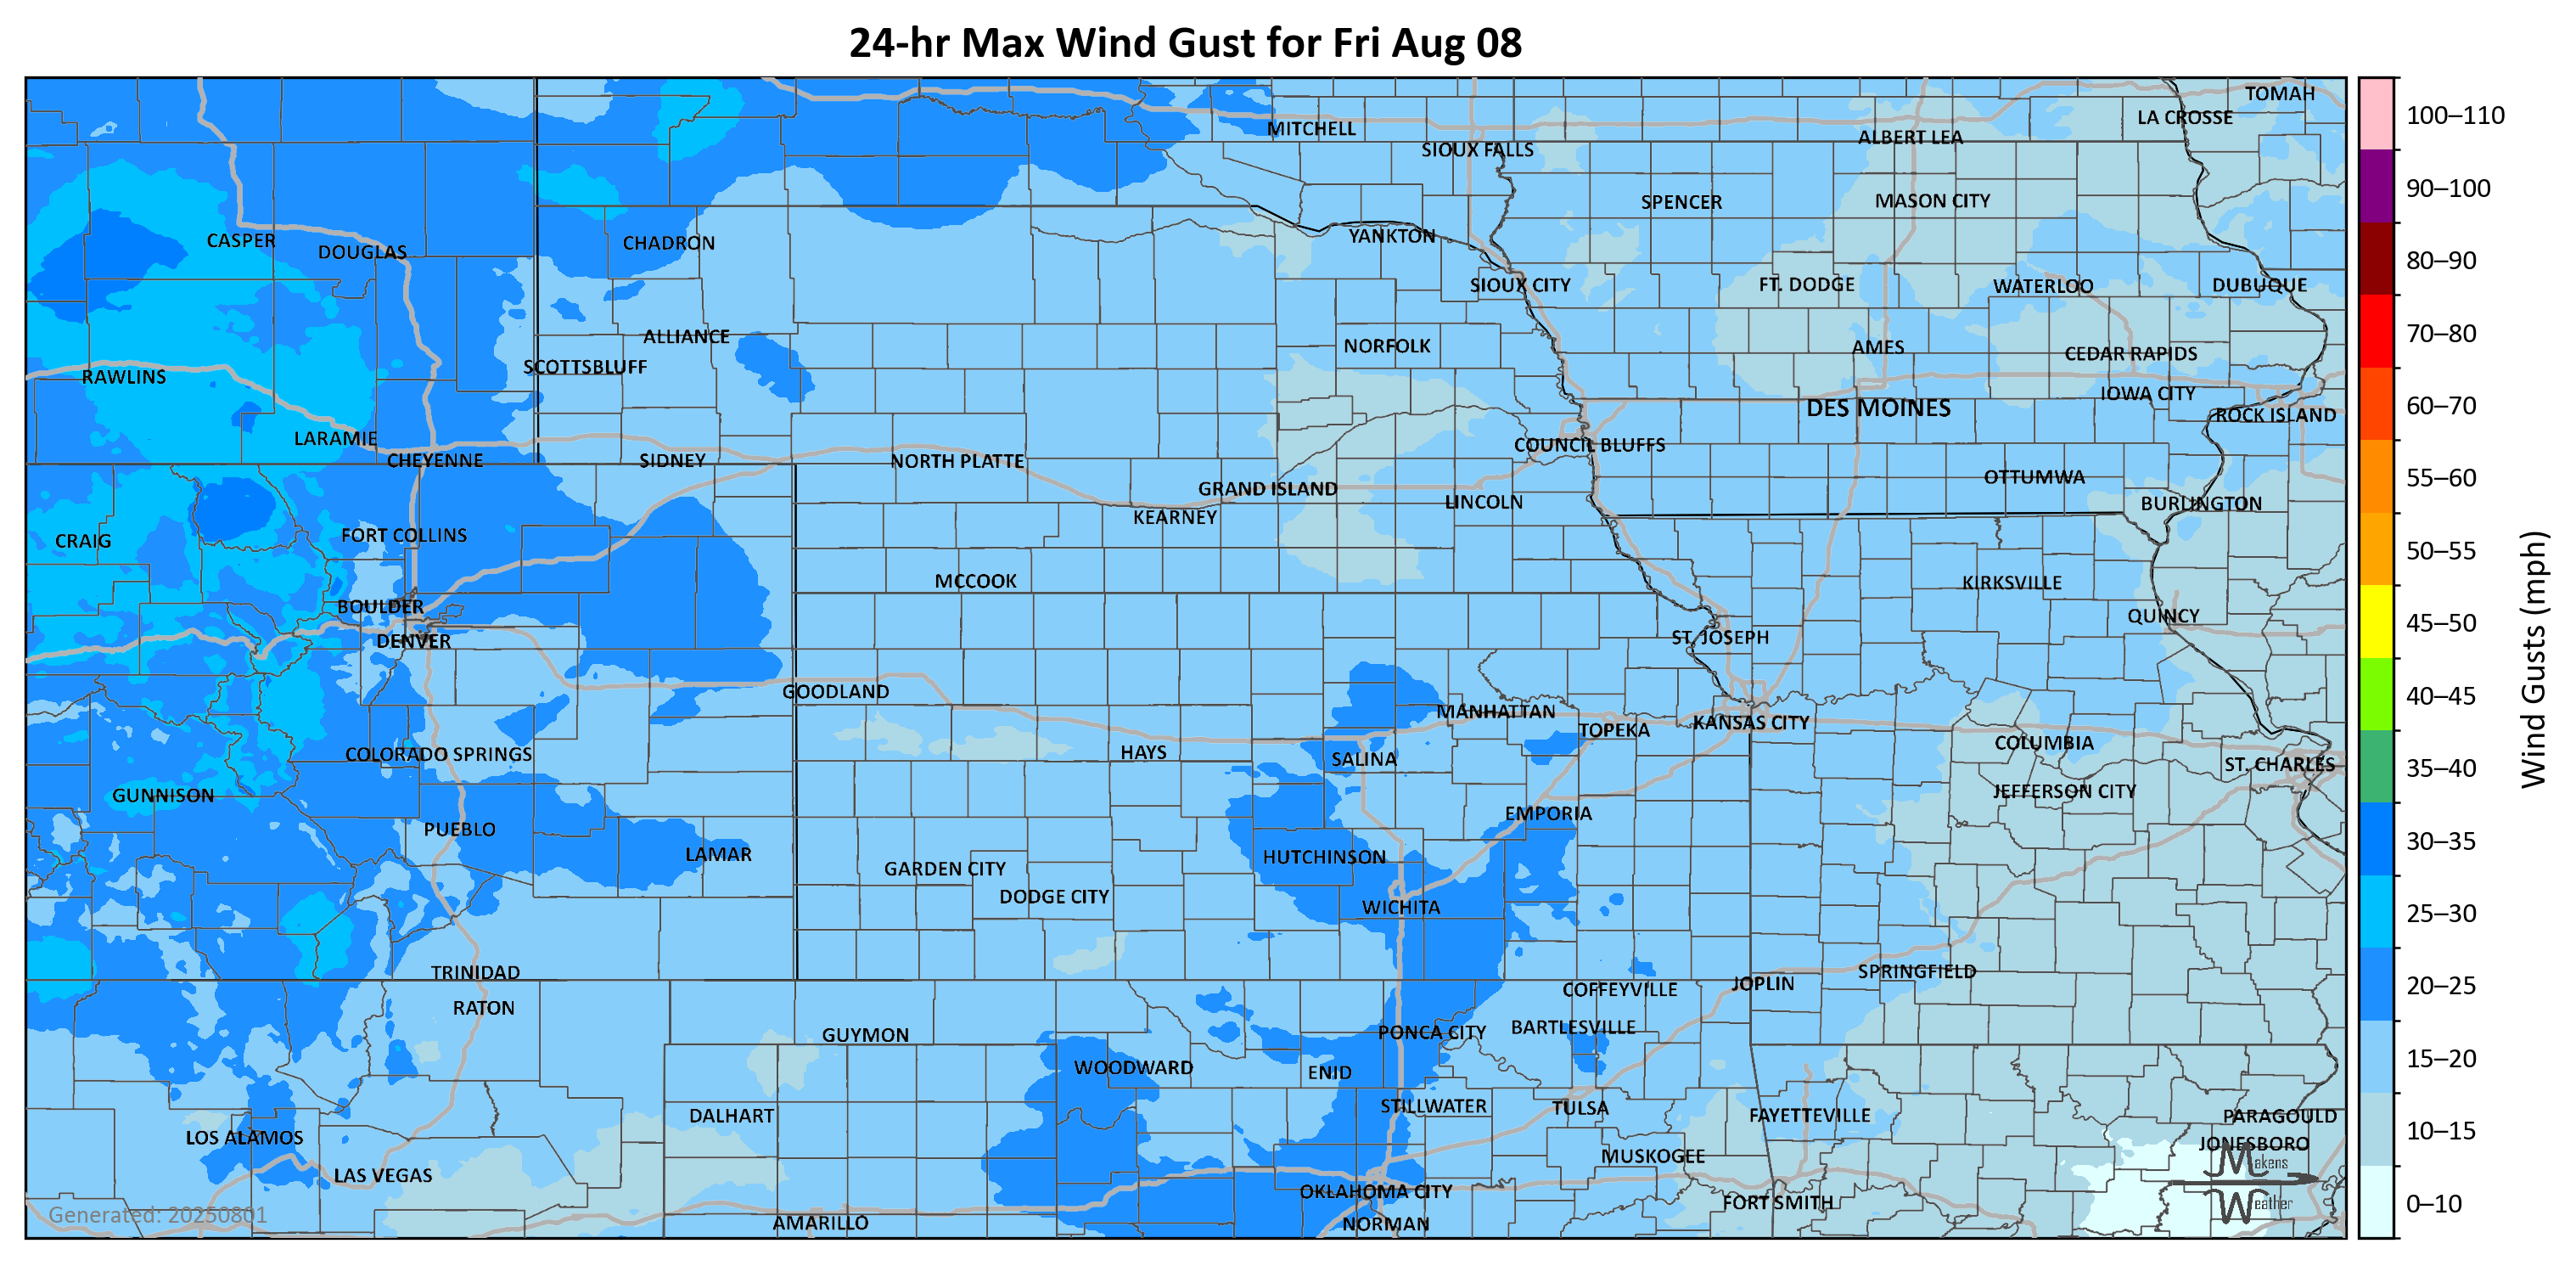 24-hr Max Wind Gust for Fri Aug 08
TOMAH
LA CROSSE
MITCHELL
ALBERT LEA
SIOUX FALLS
SPENCER
MASON CITY
CASPER
DOUGLAS
CHADRON
YANKTON
SIOUX CITY
FT. DODGE
WATERLOO
DUBUQUE
ALLIANCE
NORFOLK
AMES
CEDAR RAPIDS
SCOTTSBLUFF
RAWLINS
IOWA CITY
DES MOINES
ROCK ISLAND
LARAMIE
COUNCIL BLUFFS
CHEYENNE
SIDNEY
NORTH PLATTE
OTTUMWA
GRAND ISLAND
LINCOLN
BURLINGTON
KEARNEY
CRAIG
FORT COLLINS
MCCOOK
KIRKSVILLE
BOULDER
QUINCY
DENVER
ST. JOSEPH
GOODLAND
MANHATTAN
KANSAS CITY
TOPEKA
COLUMBIA
COLORADO SPRINGS
HAYS
SALINA
ST. CHARLES
GUNNISON
JEFFERSON CITY
EMPORIA
PUEBLO
LAMAR
HUTCHINSON
GARDEN CITY
DODGE CITY
WICHITA
TRINIDAD
SPRINGFIELD
JOPLIN
COFFEYVILLE
RATON
GUYMON
PONCA CITY
BARTLESVILLE
WOODWARD
ENID
STILLWATER
TULSA
DALHART
FAYETTEVILLE
PARAGOULD
LOS ALAMOS
JONESBORO
MUSKOGEE
LAS VEGAS
OKLAHOMA CITY
FORT SMITH
AMARILLO
NORMAN
Makens
Weather
Generated: 20250801
100–110
90–100
80–90
70–80
60–70
55–60
50–55
45–50
40–45
35–40
30–35
25–30
20–25
15–20
10–15
0–10
Wind Gusts (mph)